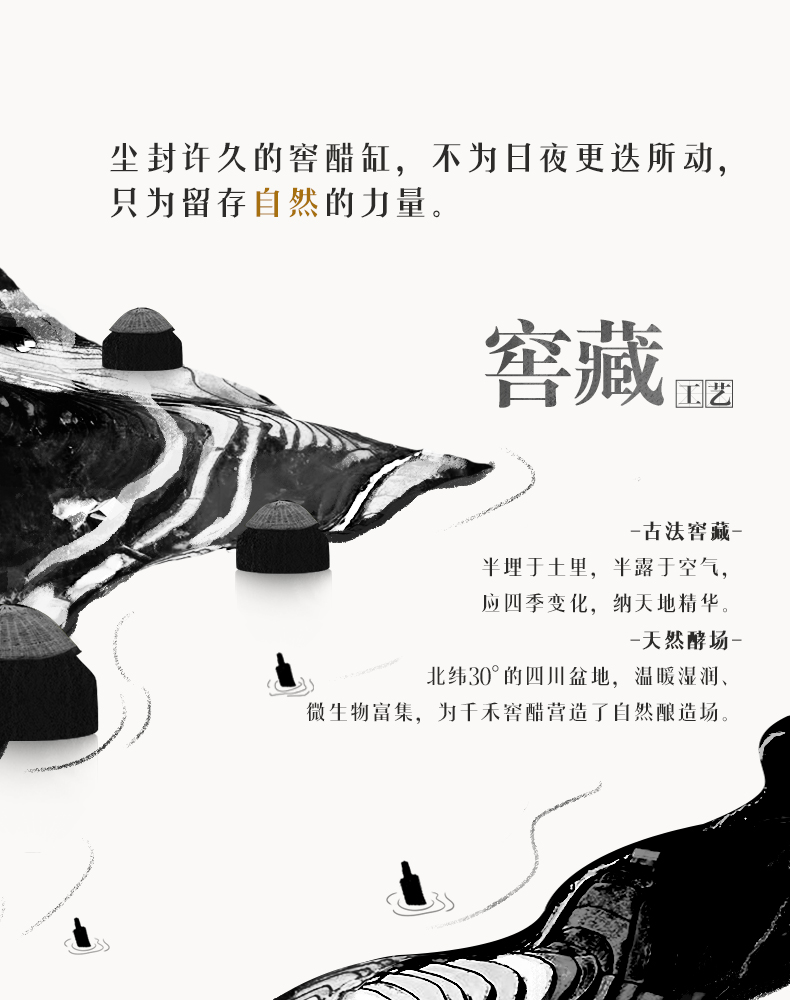 尘封许久的窖醋缸，不为日夜更迭所动，
只为留存自然的力量。
窖藏工艺
-古法窖藏-
半埋于土里，半露于空气，
应四季变化，纳天地精华。
-天然酵场-
北纬30°的四川盆地，温暖湿润、
微生物富集，为千禾窖醋营造了自然酿造场。